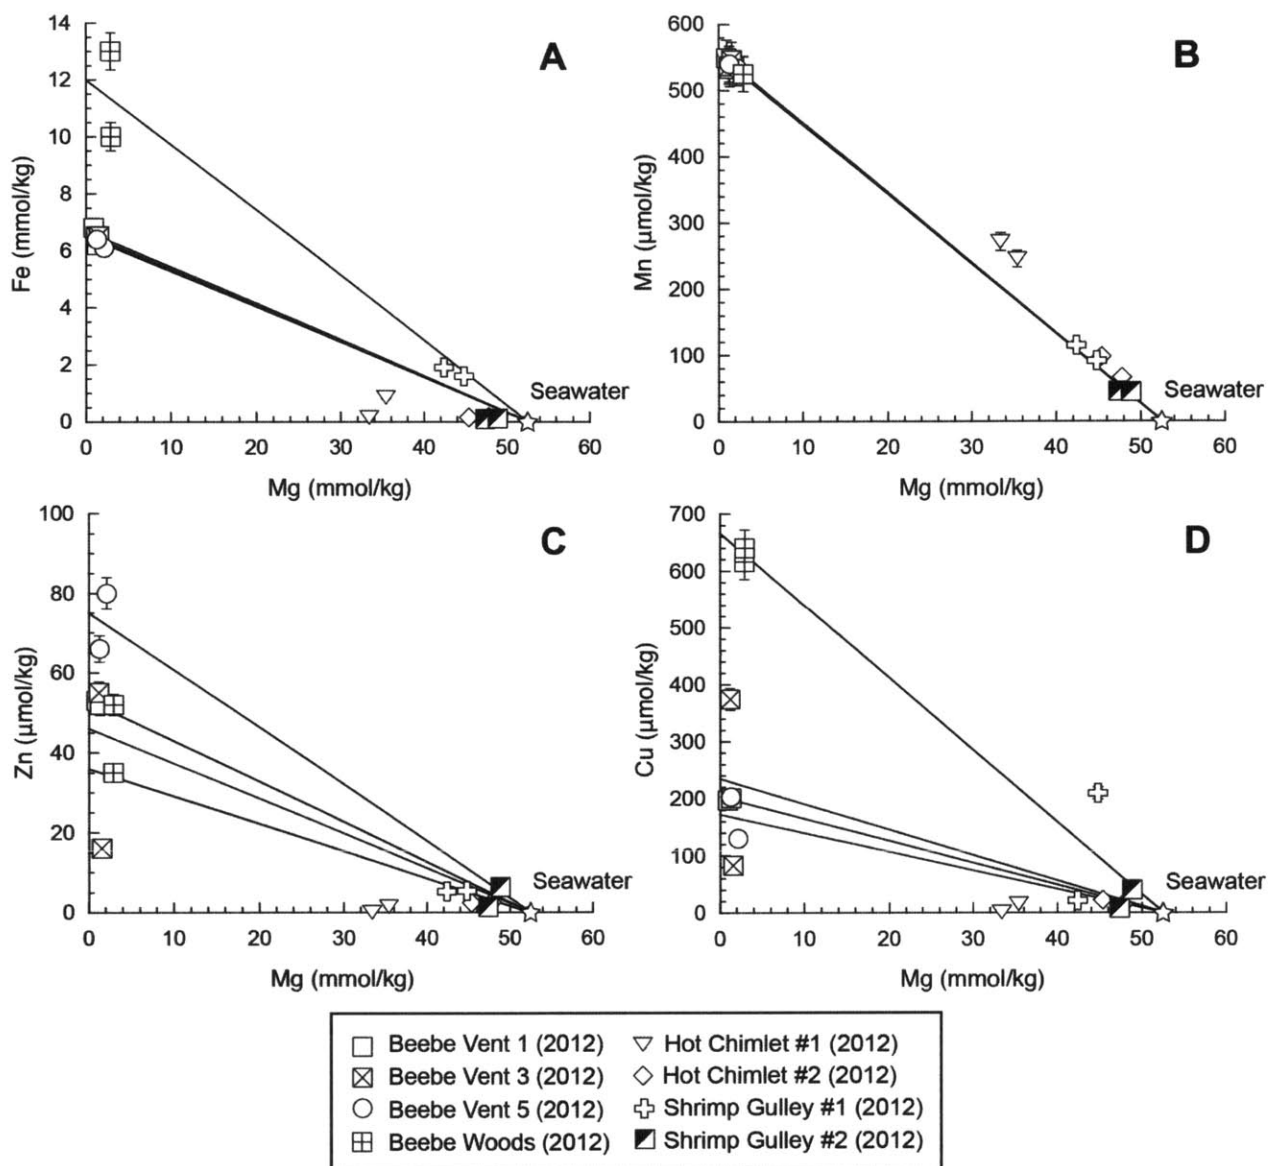 A
14
12
10
8
6
4
2
0
Fe (mmol/kg)
Seawater
0 10 20 30 40 50 60
Mg (mmol/kg)
B
600
500
400
300
200
100
0
Mn (µmol/kg)
Seawater
0 10 20 30 40 50 60
Mg (mmol/kg)
C
100
80
60
40
20
0
Zn (µmol/kg)
Seawater
0 10 20 30 40 50 60
Mg (mmol/kg)
D
700
600
500
400
300
200
100
0
Cu (µmol/kg)
Seawater
0 10 20 30 40 50 60
Mg (mmol/kg)
Beebe Vent 1 (2012)
Beebe Vent 3 (2012)
Beebe Vent 5 (2012)
Beebe Woods (2012)
Hot Chimlet #1 (2012)
Hot Chimlet #2 (2012)
Shrimp Gulley #1 (2012)
Shrimp Gulley #2 (2012)